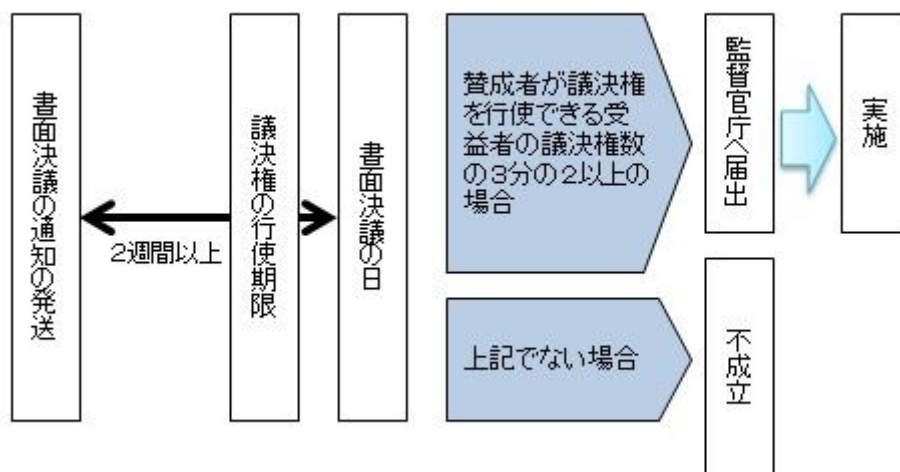 書面決議の通知の発送
2週間以上
議決権の行使期限
書面決議の日
賛成者が議決権
を行使できる受
益者の議決権数
の3分の2以上の
場合
監督官庁へ届出
実施
上記でない場合
不成立